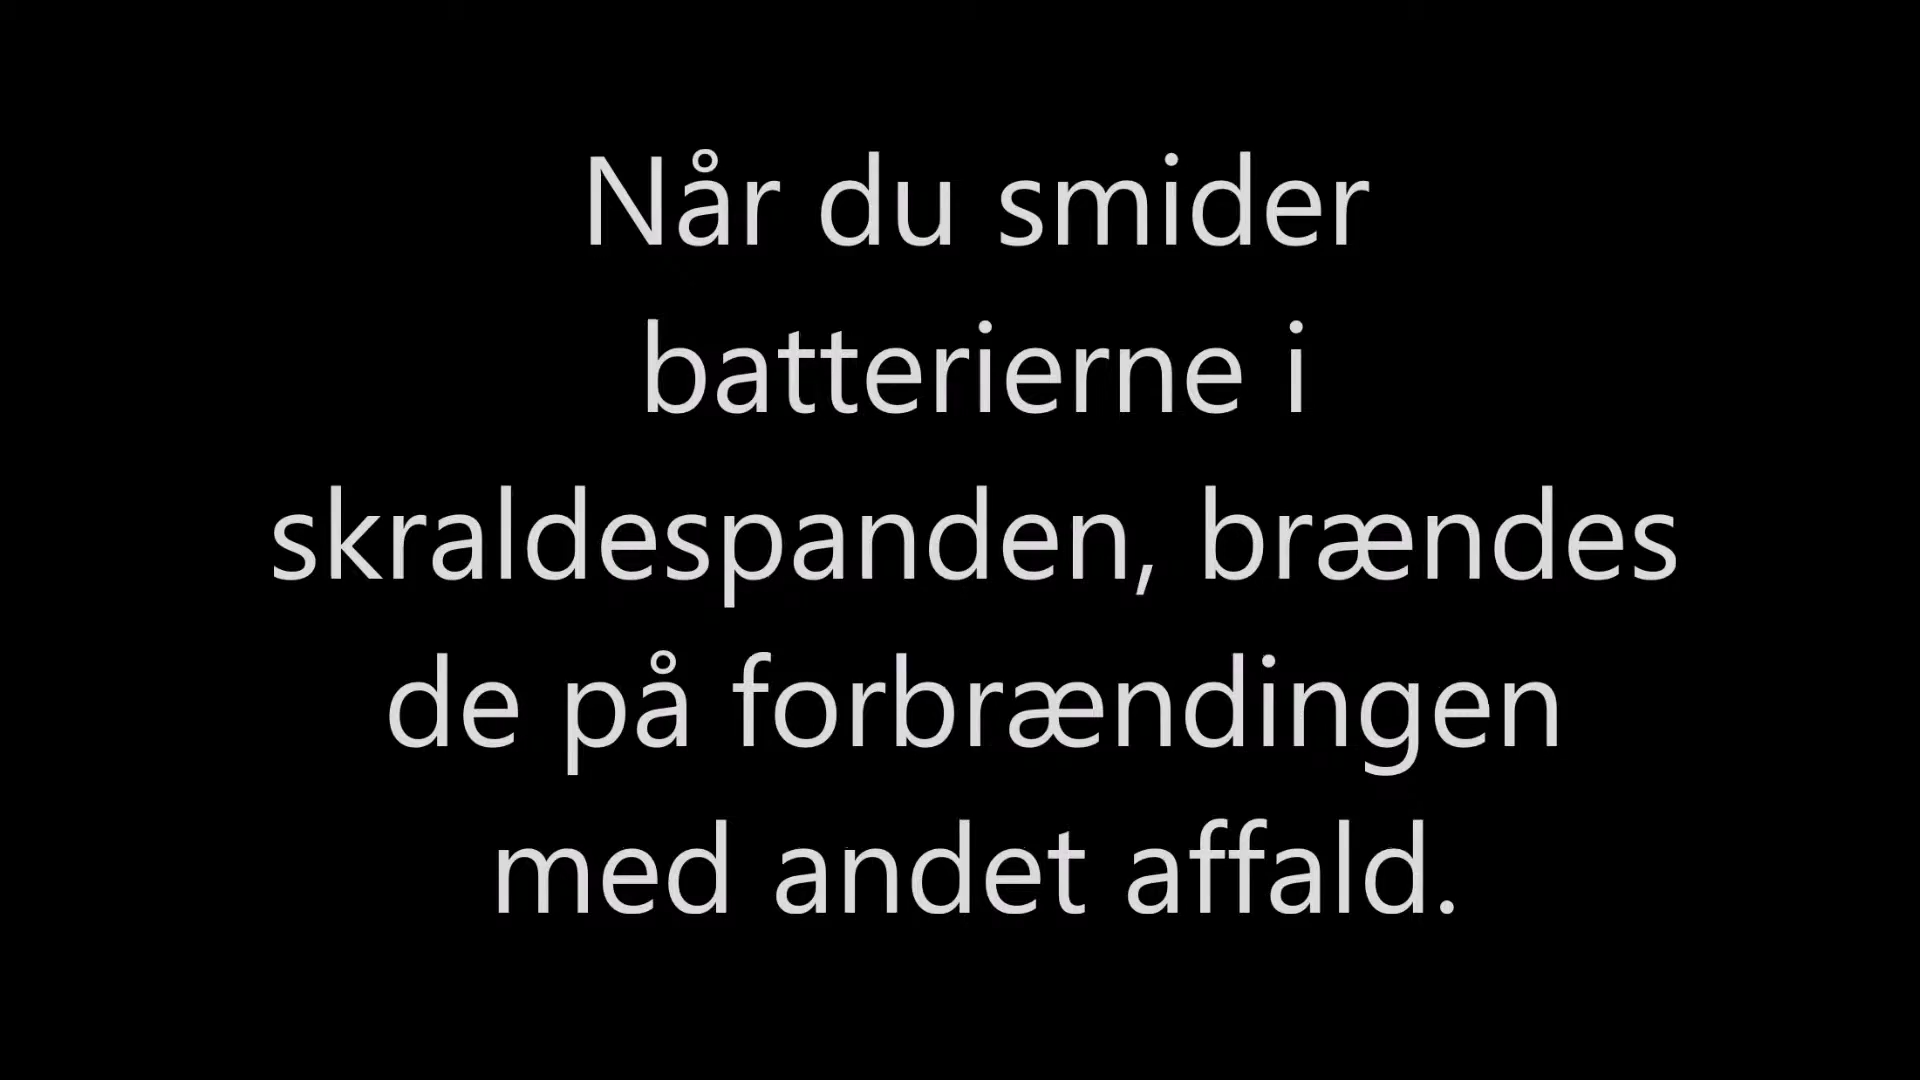 Når du smider
batterierne i
skraldespanden, brændes
de på forbrændingen
med andet affald.